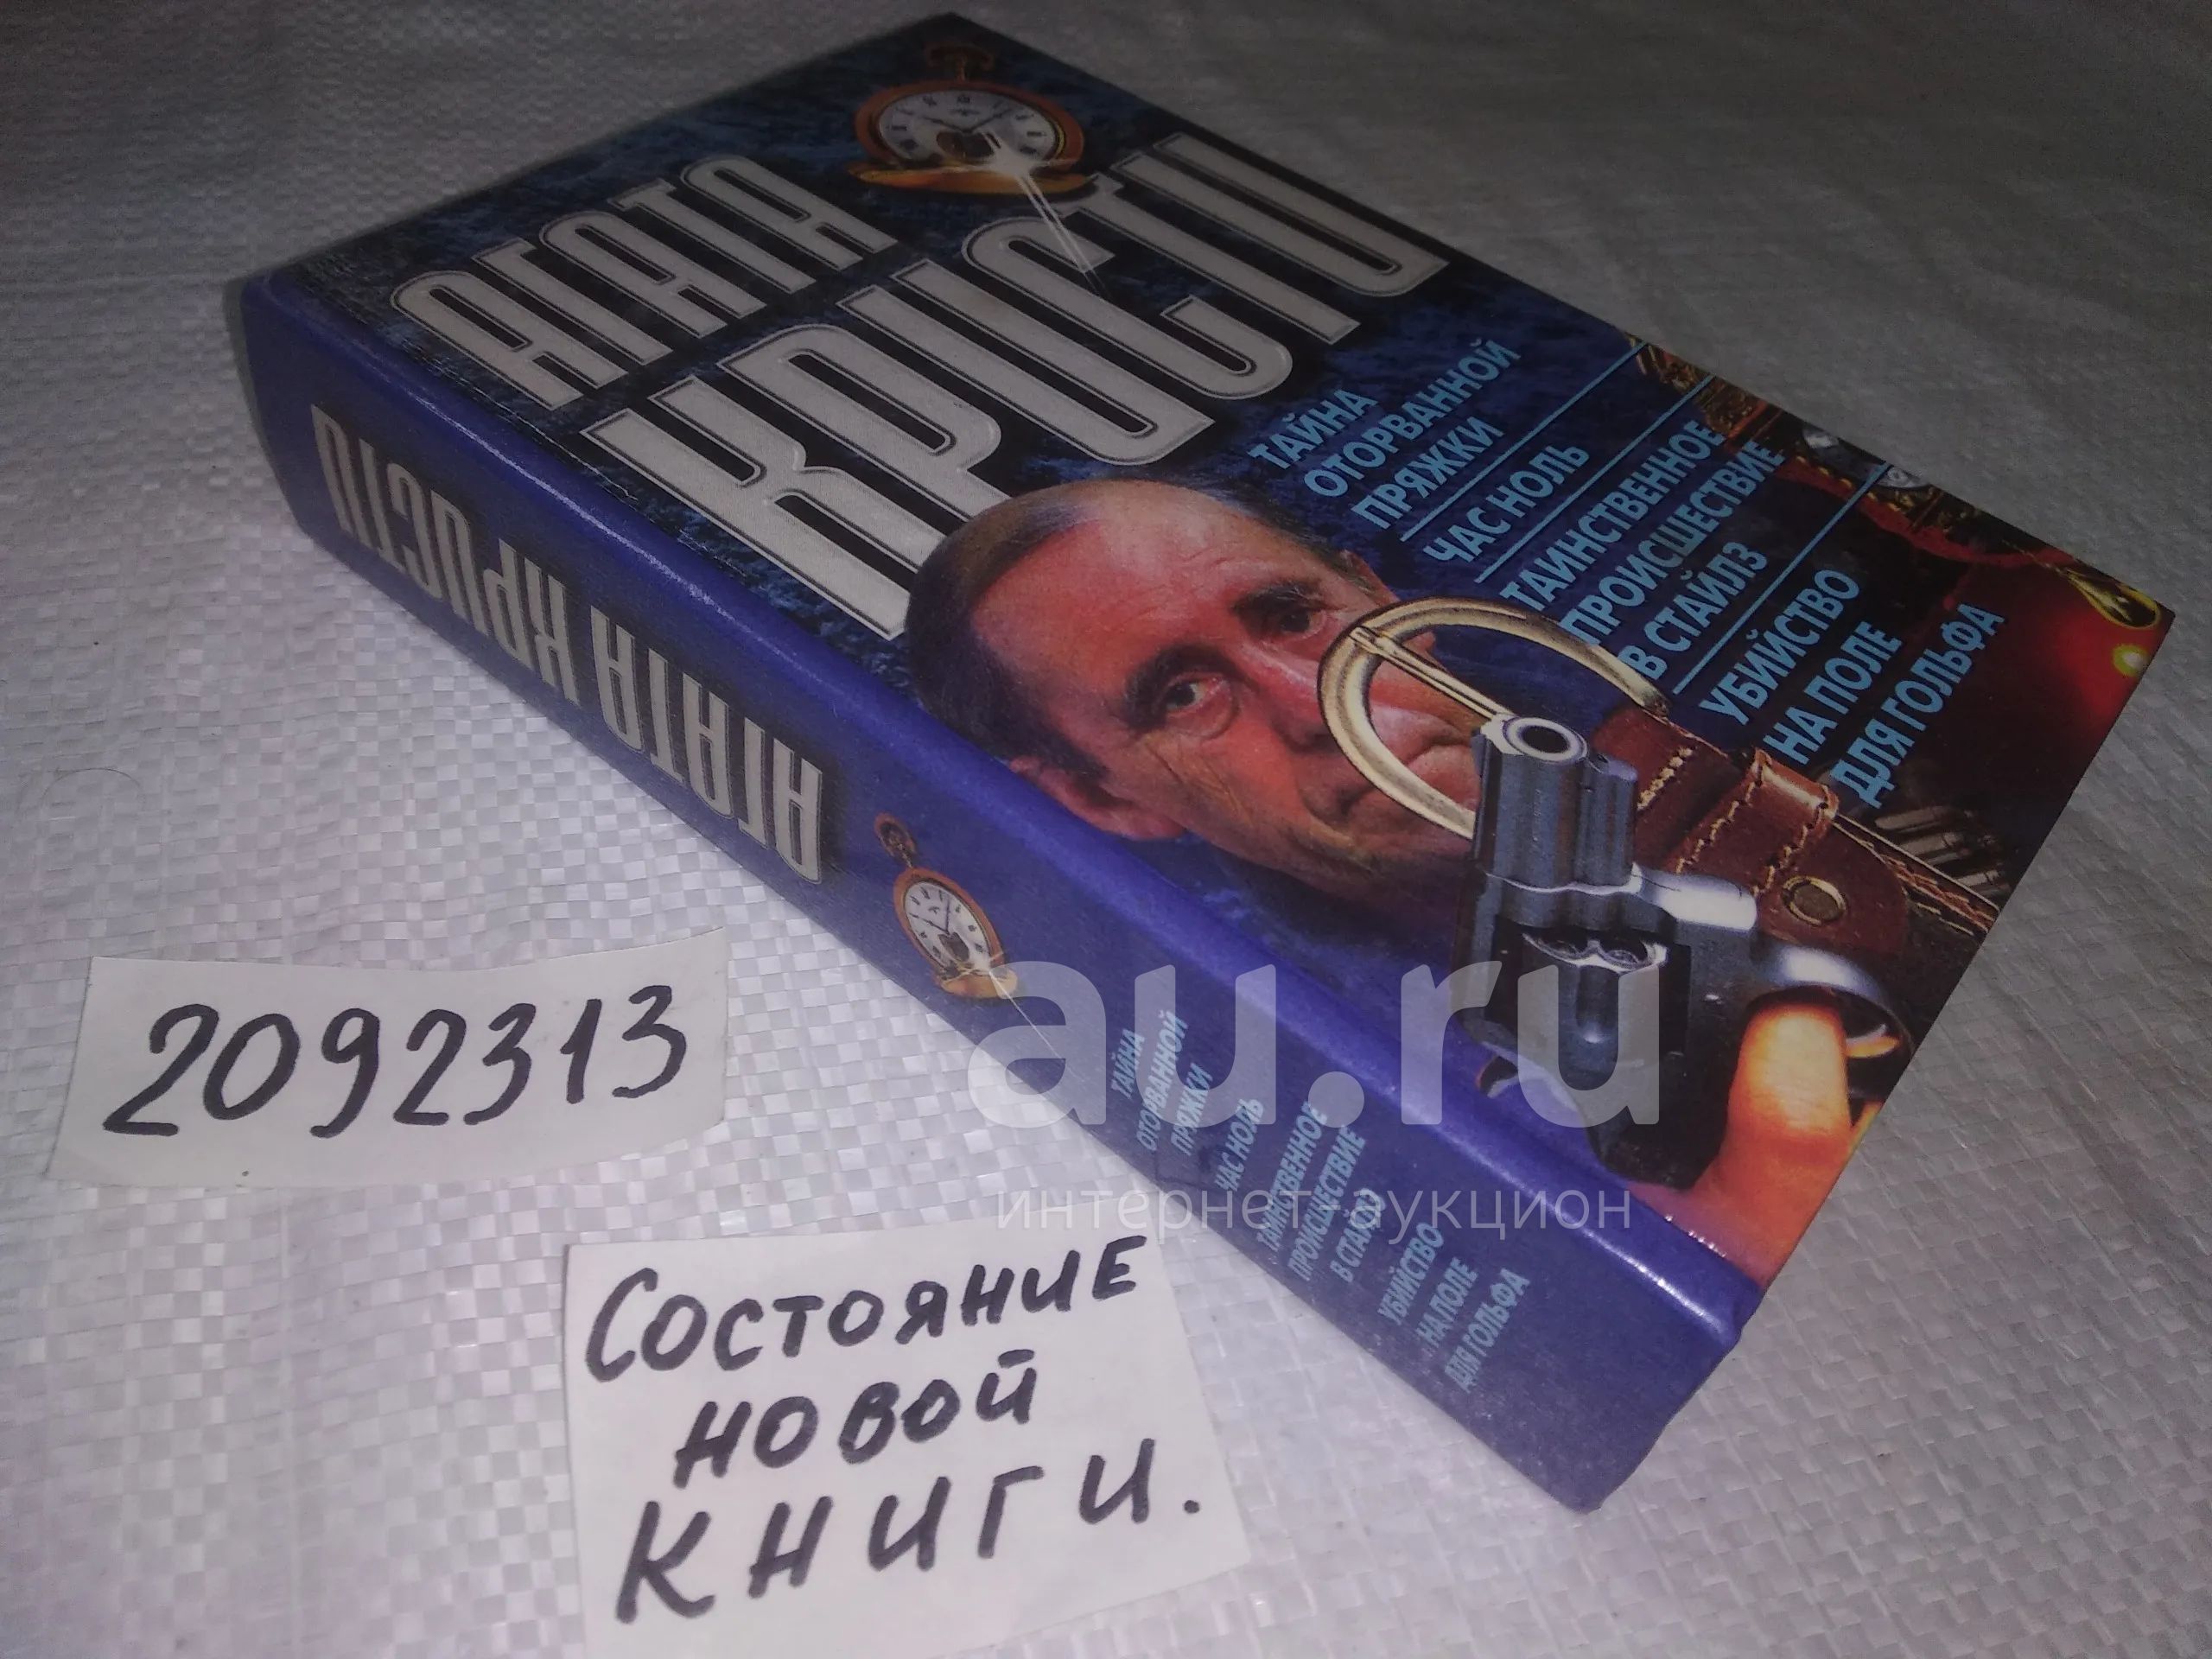 АГАТА
КРИСТИ
ТАЙНА
ОТОРВАННОЙ
ПРЯЖКИ
ЧАС НОЛЬ
ТАИНСТВЕННОЕ
ПРОИСШЕСТВИЕ
В СТАЙЛЗ
УБИЙСТВО
НА ПОЛЕ
ДЛЯ ГОЛЬФА
АГАТА КРИСТИ
ТАЙНА
ОТОРВАННОЙ
ПРЯЖКИ
ЧАС НОЛЬ
ТАИНСТВЕННОЕ
ПРОИСШЕСТВИЕ
В СТАЙЛЗ
УБИЙСТВО
НА ПОЛЕ
ДЛЯ ГОЛЬФА
au.ru
интернет-аукцион
2092313
Состояние
новой
книги.